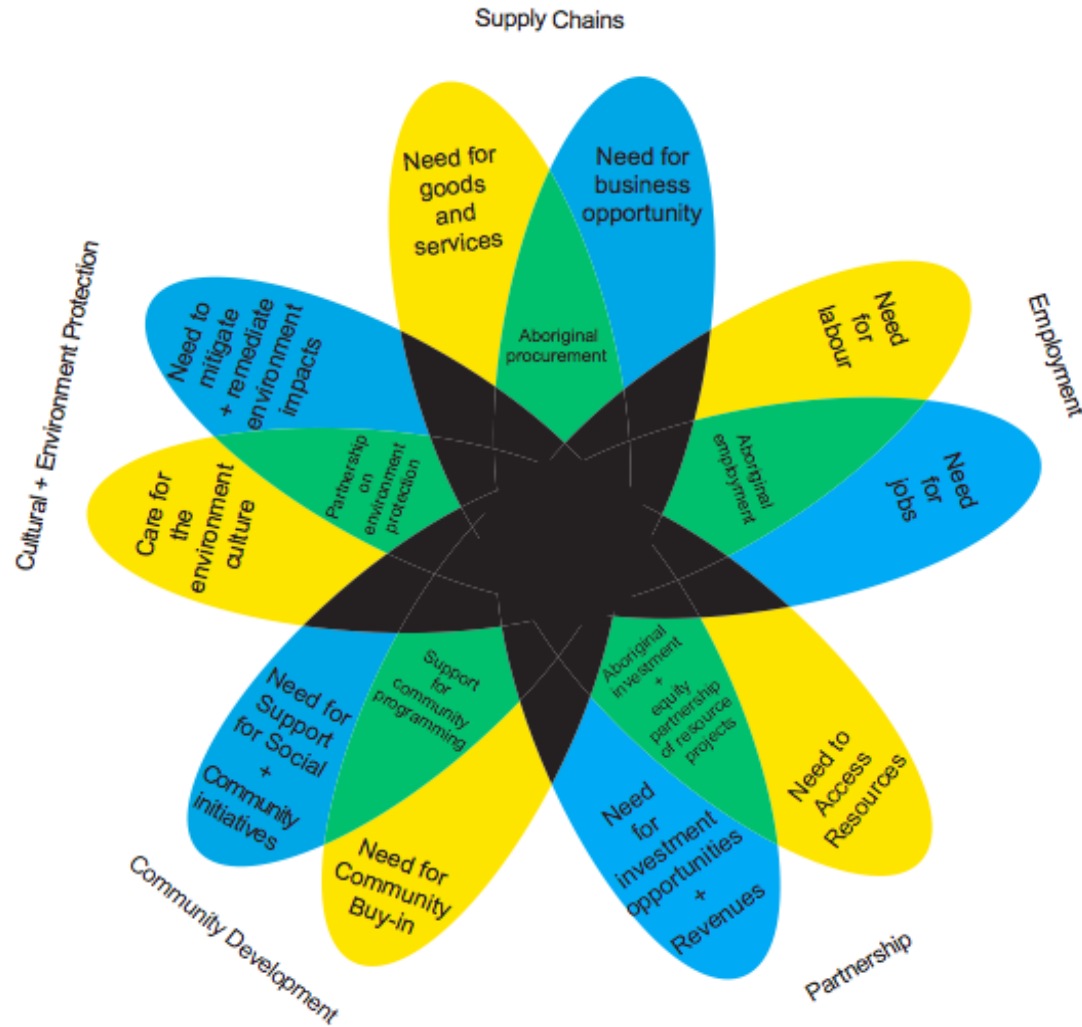 Supply Chains
Need for
goods
and
services
Need for
business
opportunity
Aboriginal
procurement
Employment
Need
for
labour
Aboriginal
employment
Need
for
jobs
Partnership
Need to
Access
Resources
Aboriginal
investment
+
equity
partnership
of resource
projects
Need
for
investment
opportunities
+
Revenues
Community Development
Need for
Community
Buy-in
Support
for
community
programming
Need for
Support
for Social
+
Community
initiatives
Cultural + Environment Protection
Care for
the
environment
culture
Partnership
on
environment
protection
Need to
mitigate
+ remediate
environment
impacts